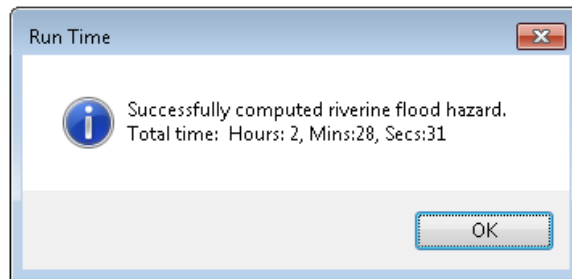 Run Time
Successfully computed riverine flood hazard.
Total time:  Hours: 2, Mins:28, Secs:31
OK